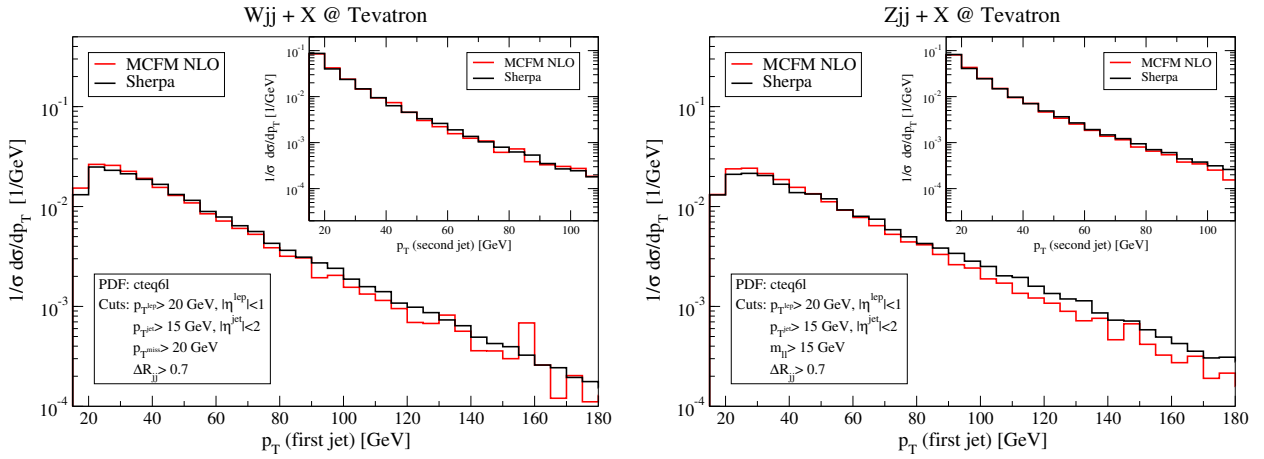 Wjj + X @ Tevatron
MCFM NLO
Sherpa
1/σ dσ/dp_T [1/GeV]
10^-1
10^-2
10^-3
10^-4
20 40 60 80 100 120 140 160 180
p_T (first jet) [GeV]
PDF: cteq6l
Cuts: p_T^lep > 20 GeV, |η^lep|<1
p_T^jet > 15 GeV, |η^jet|<2
p_T^miss > 20 GeV
ΔR_jj > 0.7
MCFM NLO
Sherpa
1/σ dσ/dp_T [1/GeV]
10^-1
10^-2
10^-3
10^-4
20 40 60 80 100
p_T (second jet) [GeV]
Zjj + X @ Tevatron
MCFM NLO
Sherpa
1/σ dσ/dp_T [1/GeV]
10^-1
10^-2
10^-3
10^-4
20 40 60 80 100 120 140 160 180
p_T (first jet) [GeV]
PDF: cteq6l
Cuts: p_T^lep > 20 GeV, |η^lep|<1
p_T^jet > 15 GeV, |η^jet|<2
m_ll > 15 GeV
ΔR_jj > 0.7
MCFM NLO
Sherpa
1/σ dσ/dp_T [1/GeV]
10^-1
10^-2
10^-3
10^-4
20 40 60 80 100
p_T (second jet) [GeV]